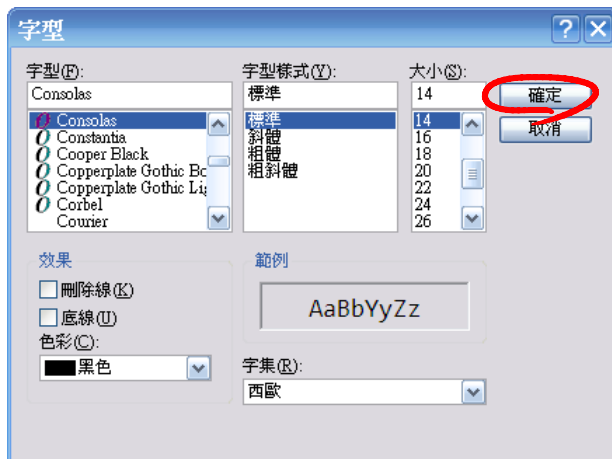 字型
字型(F):
Consolas
Consolas
Constantia
Cooper Black
Copperplate Gothic Bo
Copperplate Gothic Lig
Corbel
Courier
字型樣式(Y):
標準
標準
斜體
粗體
粗斜體
大小(S):
14
14
16
18
20
22
24
26
確定
取消
效果
刪除線(K)
底線(U)
色彩(C):
黑色
範例
AaBbYyZz
字集(R):
西歐